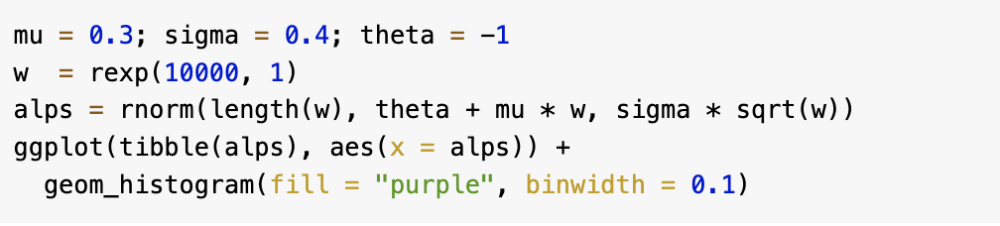 mu = 0.3; sigma = 0.4; theta = -1
w  = rexp(10000, 1)
alps = rnorm(length(w), theta + mu * w, sigma * sqrt(w))
ggplot(tibble(alps), aes(x = alps)) +
  geom_histogram(fill = "purple", binwidth = 0.1)